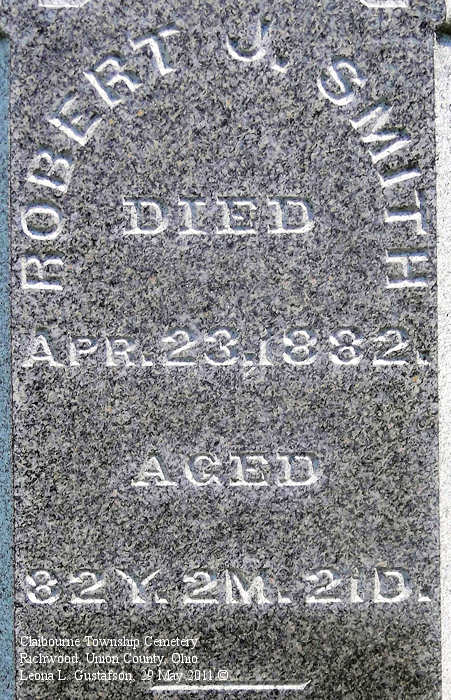 ROBERT J. SMITH
DIED
APR. 23, 1882.
AGED
82 Y. 2 M. 21 D.
Claibourne Township Cemetery
Richwood, Union County, Ohio
Leona L. Gustafson, 29 May 2011 ©